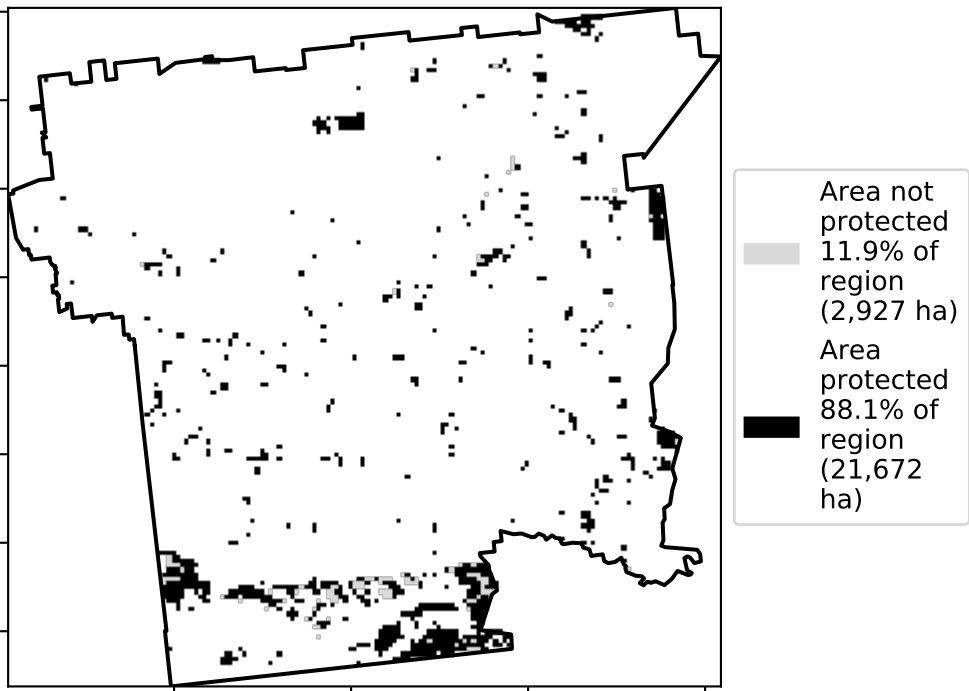 Area not
protected
11.9% of
region
(2,927 ha)
Area
protected
88.1% of
region
(21,672
ha)